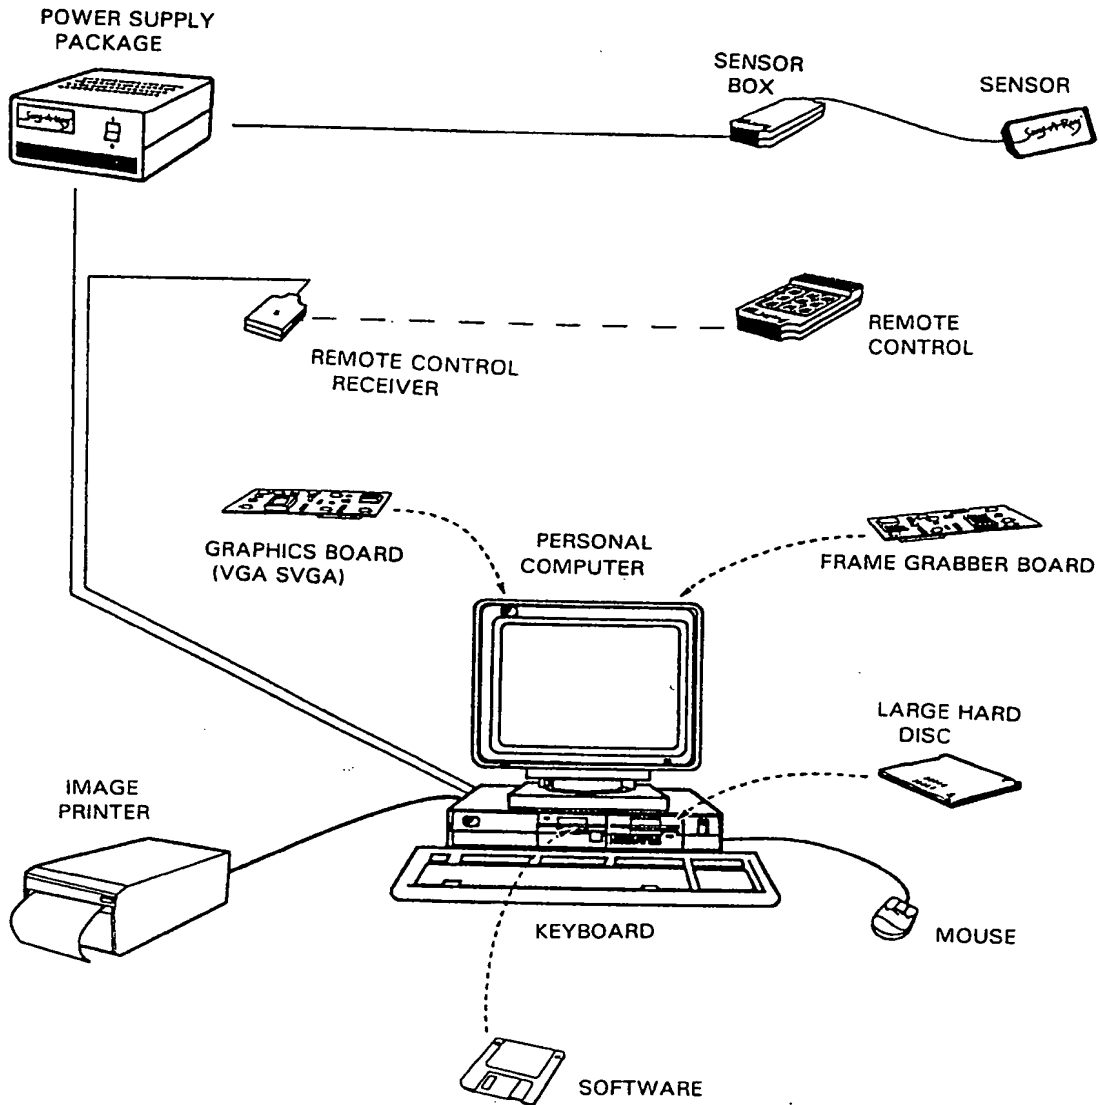 POWER SUPPLY
PACKAGE
SENSOR
BOX
SENSOR
REMOTE CONTROL
RECEIVER
REMOTE
CONTROL
GRAPHICS BOARD
(VGA SVGA)
PERSONAL
COMPUTER
FRAME GRABBER BOARD
LARGE HARD
DISC
IMAGE
PRINTER
KEYBOARD
MOUSE
SOFTWARE